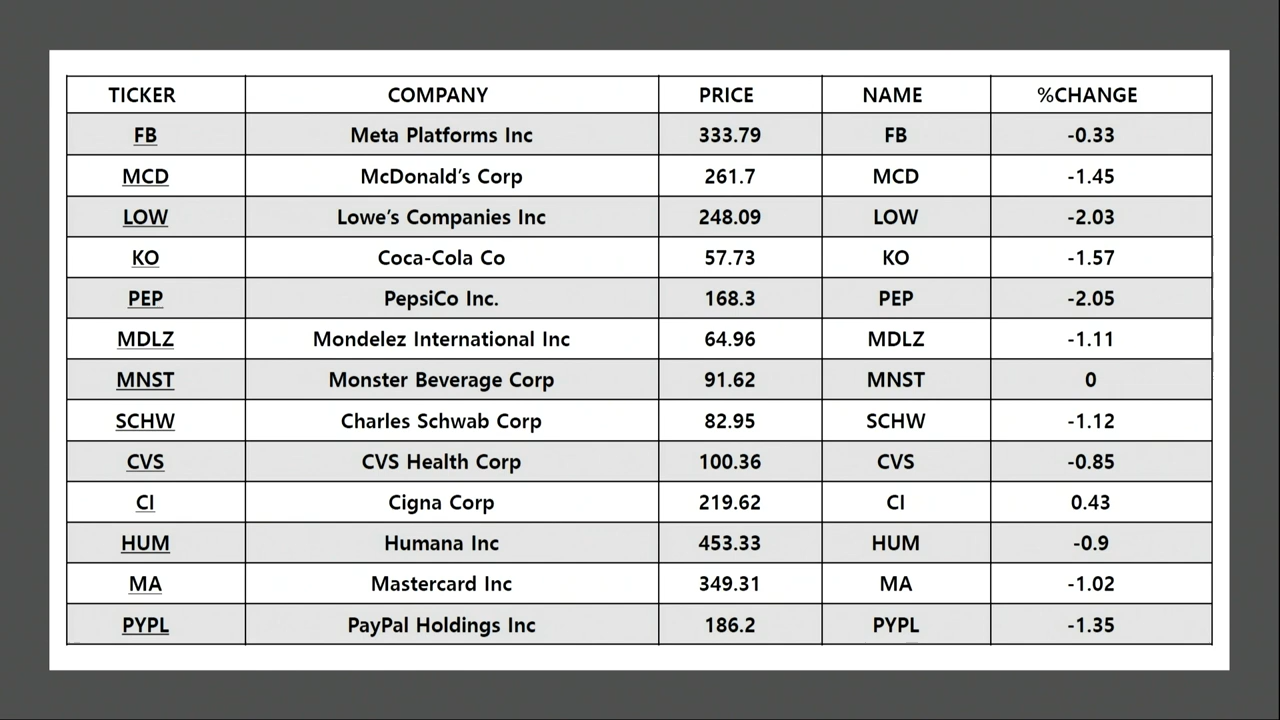 TICKER COMPANY PRICE NAME %CHANGE
FB Meta Platforms Inc 333.79 FB -0.33
MCD McDonald’s Corp 261.7 MCD -1.45
LOW Lowe’s Companies Inc 248.09 LOW -2.03
KO Coca-Cola Co 57.73 KO -1.57
PEP PepsiCo Inc. 168.3 PEP -2.05
MDLZ Mondelez International Inc 64.96 MDLZ -1.11
MNST Monster Beverage Corp 91.62 MNST 0
SCHW Charles Schwab Corp 82.95 SCHW -1.12
CVS CVS Health Corp 100.36 CVS -0.85
CI Cigna Corp 219.62 CI 0.43
HUM Humana Inc 453.33 HUM -0.9
MA Mastercard Inc 349.31 MA -1.02
PYPL PayPal Holdings Inc 186.2 PYPL -1.35